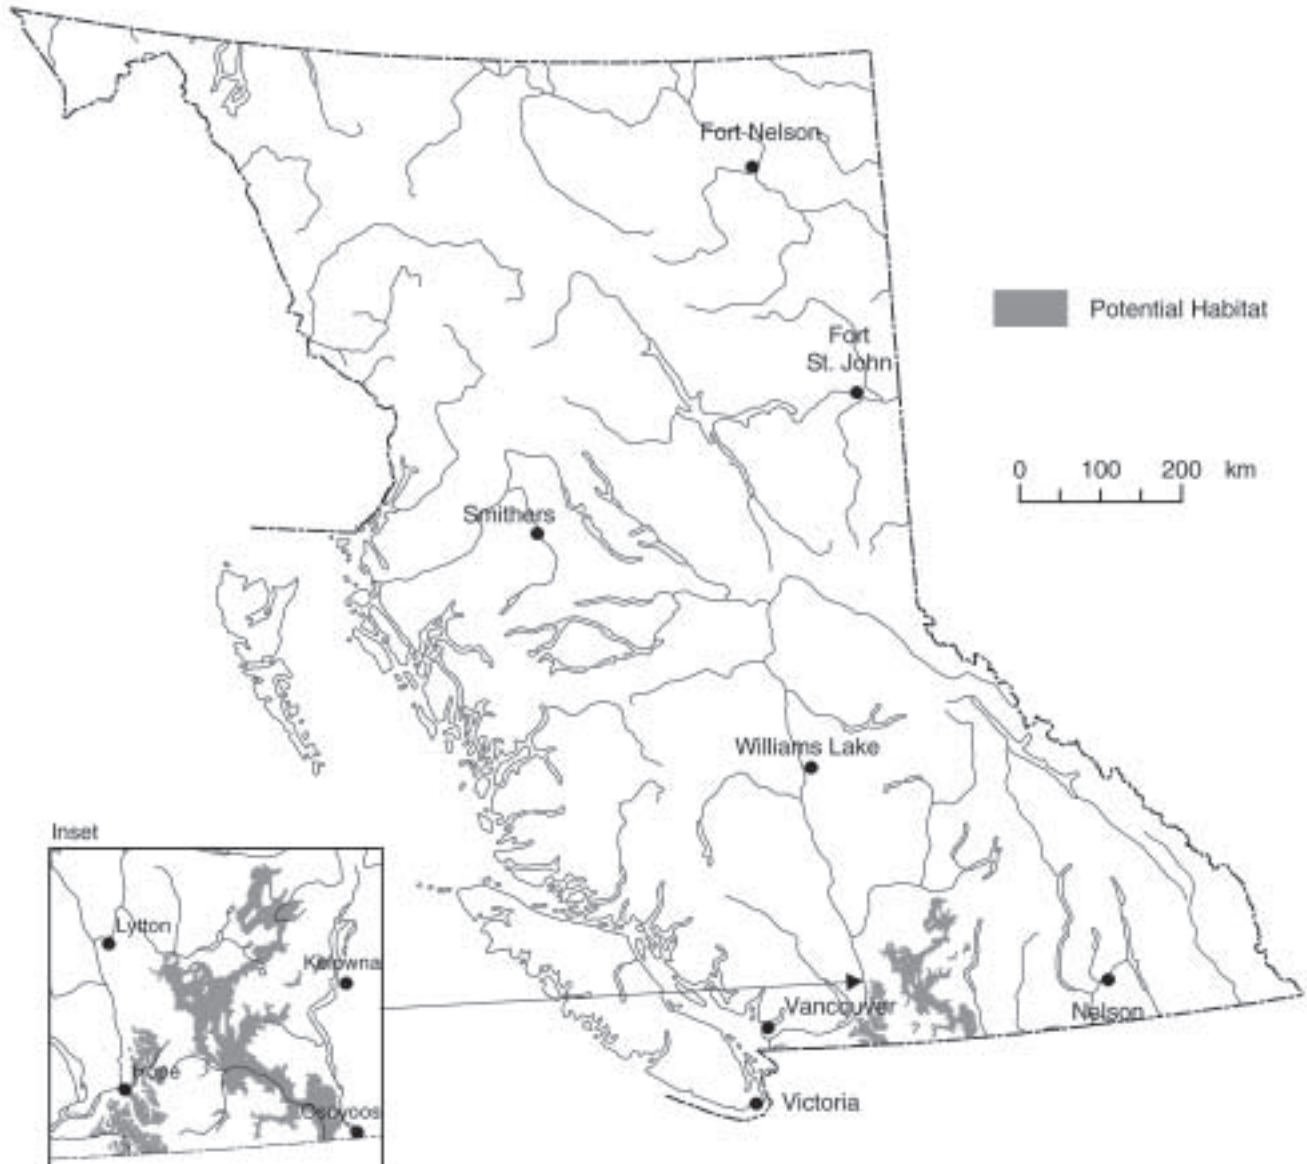 Fort Nelson
Potential Habitat
Fort
St. John
0 100 200 km
Smithers
Williams Lake
Inset
Lytton
Kelowna
Vancouver
Nelson
Hope
Osoyoos
Victoria